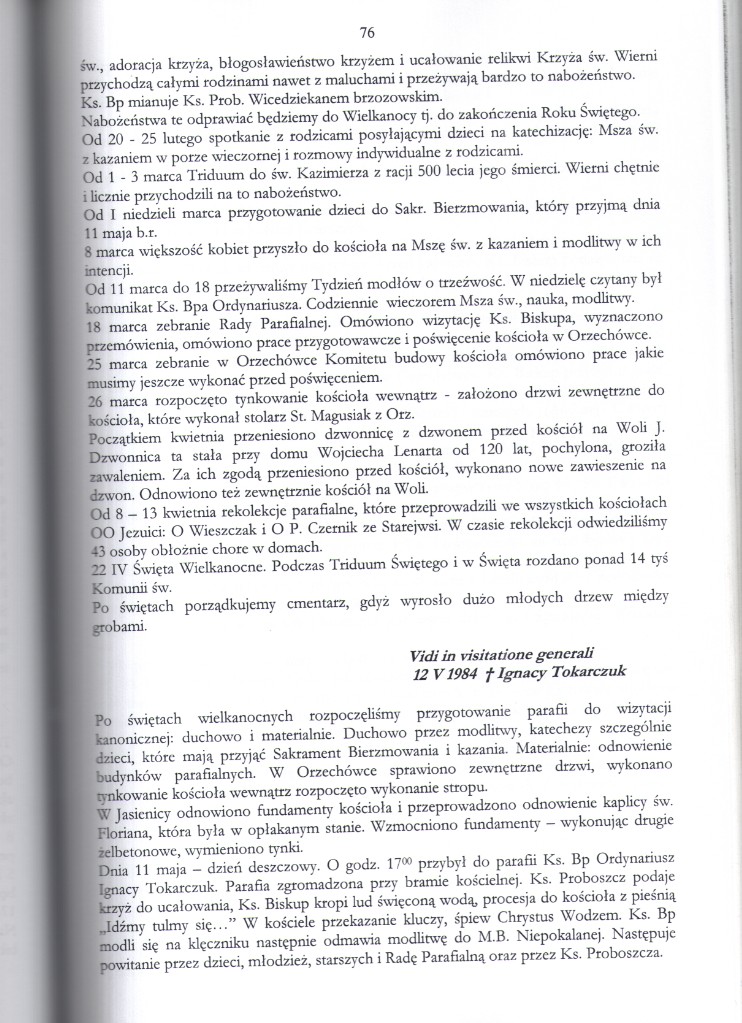 76
św., adoracja krzyża, błogosławieństwo krzyżem i ucałowanie relikwi Krzyża św. Wierni
przychodzą całymi rodzinami nawet z maluchami i przeżywają bardzo to nabożeństwo.
Ks. Bp mianuje Ks. Prob. Wicedziekanem brzozowskim.
Nabożeństwa te odprawiać będziemy do Wielkanocy tj. do zakończenia Roku Świętego.
Od 20 - 25 lutego spotkanie z rodzicami posyłającymi dzieci na katechizację: Msza św.
z kazaniem w porze wieczornej i rozmowy indywidualne z rodzicami.
Od 1 - 3 marca Triduum do św. Kazimierza z racji 500 lecia jego śmierci. Wierni chętnie
i licznie przychodzili na to nabożeństwo.
Od I niedzieli marca przygotowanie dzieci do Sakr. Bierzmowania, który przyjmą dnia
11 maja b.r.
8 marca większość kobiet przyszło do kościoła na Mszę św. z kazaniem i modlitwy w ich
intencji.
Od 11 marca do 18 przeżywaliśmy Tydzień modłów o trzeźwość. W niedzielę czytany był
komunikat Ks. Bpa Ordynariusza. Codziennie wieczorem Msza św., nauka, modlitwy.
18 marca zebranie Rady Parafialnej. Omówiono wizytację Ks. Biskupa, wyznaczono
przemówienia, omówiono prace przygotowawcze i poświęcenie kościoła w Orzechówce.
25 marca zebranie w Orzechówce Komitetu budowy kościoła omówiono prace jakie
musimy jeszcze wykonać przed poświęceniem.
26 marca rozpoczęto tynkowanie kościoła wewnątrz - założono drzwi zewnętrzne do
kościoła, które wykonał stolarz St. Magusiak z Orz.
Początkiem kwietnia przeniesiono dzwonnicę z dzwonem przed kościół na Woli J.
Dzwonnica ta stała przy domu Wojciecha Lenarta od 120 lat, pochylona, groziła
zawaleniem. Za ich zgodą przeniesiono przed kościół, wykonano nowe zawieszenie na
dzwon. Odnowiono też zewnętrznie kościół na Woli.
Od 8 – 13 kwietnia rekolekcje parafialne, które przeprowadzili we wszystkich kościołach
OO Jezuici: O Wieszczak i O P. Czernik ze Starejwsi. W czasie rekolekcji odwiedziliśmy
43 osoby obłożnie chore w domach.
22 IV Święta Wielkanocne. Podczas Triduum Świętego i w Święta rozdano ponad 14 tyś
Komunii św.
Po świętach porządkujemy cmentarz, gdyż wyrosło dużo młodych drzew między
grobami.
Vidi in visitatione generali
12 V 1984 † Ignacy Tokarczuk
Po świętach wielkanocnych rozpoczęliśmy przygotowanie parafii do wizytacji
kanonicznej: duchowo i materialnie. Duchowo przez modlitwy, katechezy szczególnie
dzieci, które mają przyjąć Sakrament Bierzmowania i kazania. Materialnie: odnowienie
budynków parafialnych. W Orzechówce sprawiono zewnętrzne drzwi, wykonano
tynkowanie kościoła wewnątrz rozpoczęto wykonanie stropu.
W Jasienicy odnowiono fundamenty kościoła i przeprowadzono odnowienie kaplicy św.
Floriana, która była w opłakanym stanie. Wzmocniono fundamenty – wykonując drugie
żelbetonowe, wymieniono tynki.
Dnia 11 maja – dzień deszczowy. O godz. 17⁰⁰ przybył do parafii Ks. Bp Ordynariusz
Ignacy Tokarczuk. Parafia zgromadzona przy bramie kościelnej. Ks. Proboszcz podaje
krzyż do ucałowania, Ks. Biskup kropi lud święconą wodą, procesja do kościoła z pieśnią
„Idźmy tulmy się…” W kościele przekazanie kluczy, śpiew Chrystus Wodzem. Ks. Bp
modli się na klęczniku następnie odmawia modlitwę do M.B. Niepokalanej. Następuje
powitanie przez dzieci, młodzież, starszych i Radę Parafialną oraz przez Ks. Proboszcza.